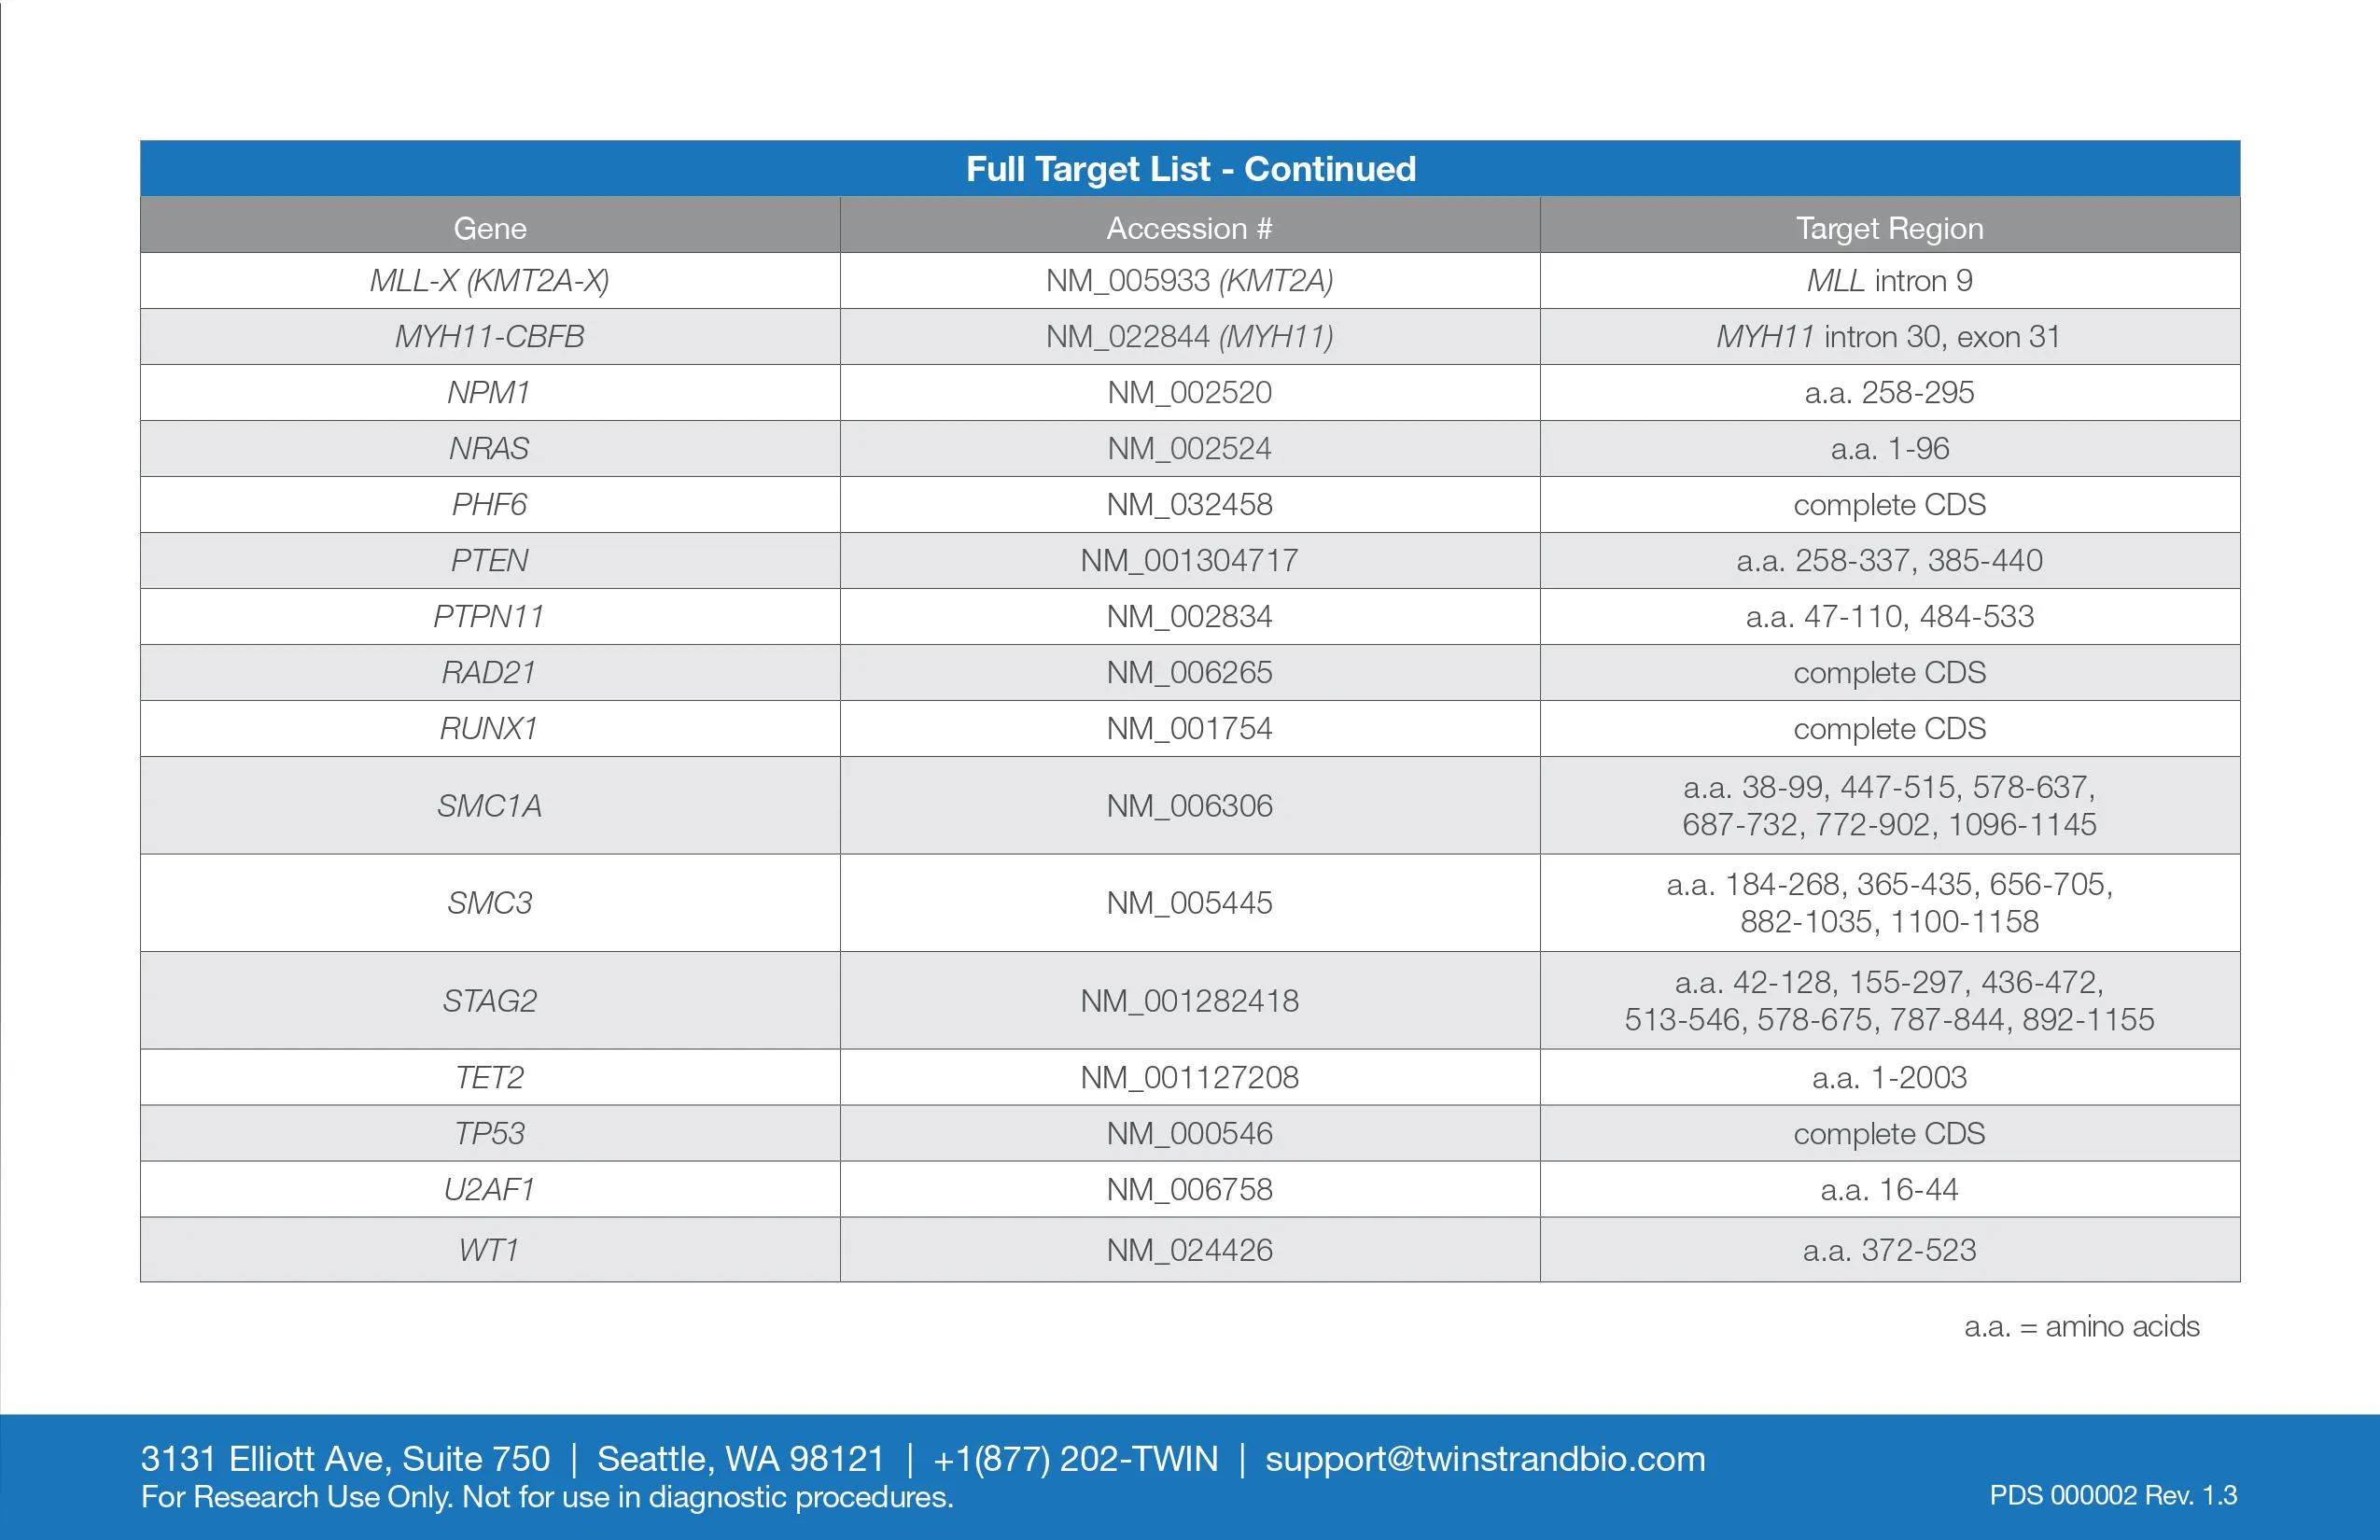 Full Target List - Continued
Gene Accession # Target Region
MLL-X (KMT2A-X) NM_005933 (KMT2A) MLL intron 9
MYH11-CBFB NM_022844 (MYH11) MYH11 intron 30, exon 31
NPM1 NM_002520 a.a. 258-295
NRAS NM_002524 a.a. 1-96
PHF6 NM_032458 complete CDS
PTEN NM_001304717 a.a. 258-337, 385-440
PTPN11 NM_002834 a.a. 47-110, 484-533
RAD21 NM_006265 complete CDS
RUNX1 NM_001754 complete CDS
SMC1A NM_006306 a.a. 38-99, 447-515, 578-637,
687-732, 772-902, 1096-1145
SMC3 NM_005445 a.a. 184-268, 365-435, 656-705,
882-1035, 1100-1158
STAG2 NM_001282418 a.a. 42-128, 155-297, 436-472,
513-546, 578-675, 787-844, 892-1155
TET2 NM_001127208 a.a. 1-2003
TP53 NM_000546 complete CDS
U2AF1 NM_006758 a.a. 16-44
WT1 NM_024426 a.a. 372-523
a.a. = amino acids
3131 Elliott Ave, Suite 750 | Seattle, WA 98121 | +1(877) 202-TWIN | support@twinstrandbio.com
For Research Use Only. Not for use in diagnostic procedures.
PDS 000002 Rev. 1.3